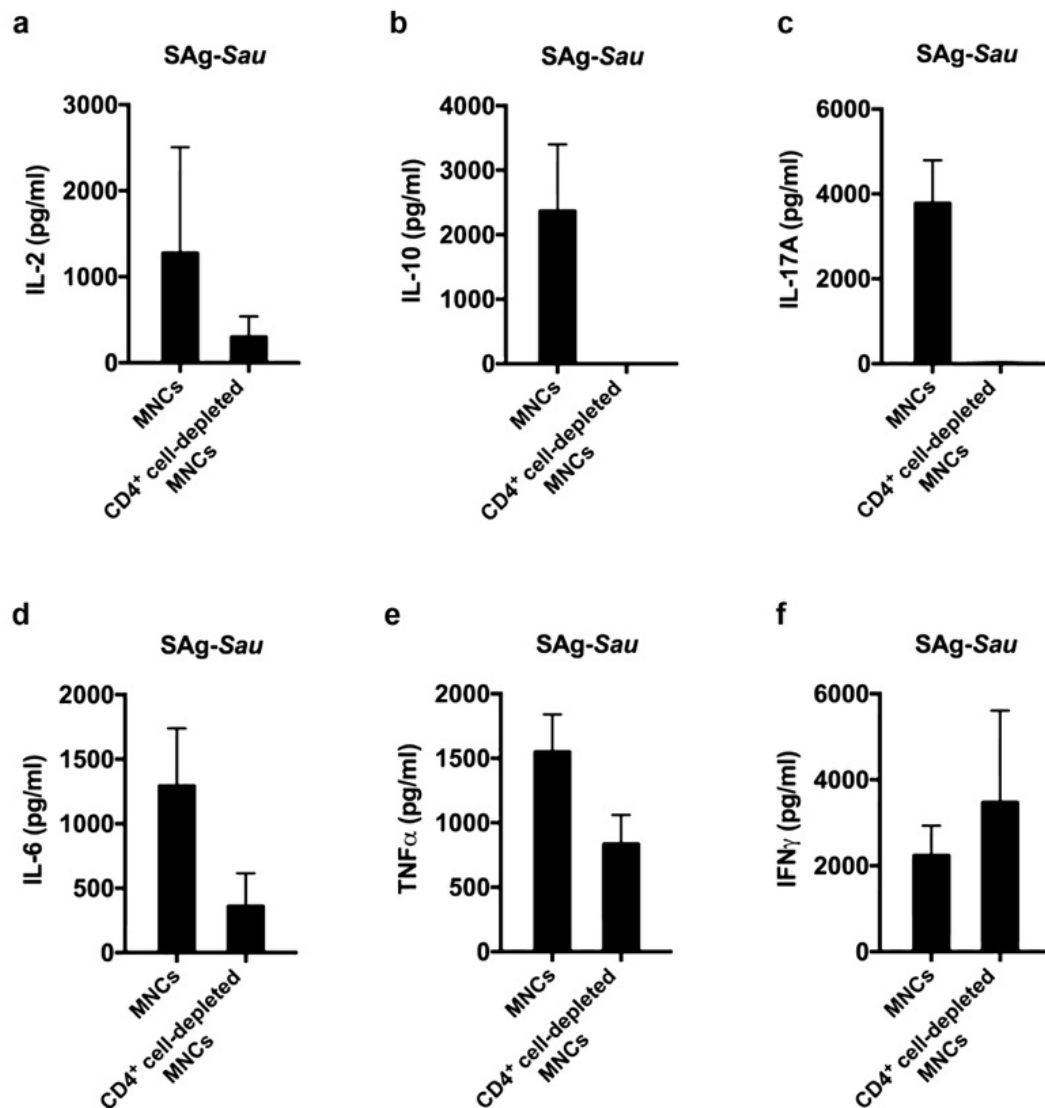 a
SAg-Sau
IL-2 (pg/ml)
3000
2000
1000
0
MNCs
CD4⁺ cell-depleted
MNCs
b
SAg-Sau
IL-10 (pg/ml)
4000
3000
2000
1000
0
MNCs
CD4⁺ cell-depleted
MNCs
c
SAg-Sau
IL-17A (pg/ml)
6000
4000
2000
0
MNCs
CD4⁺ cell-depleted
MNCs
d
SAg-Sau
IL-6 (pg/ml)
2000
1500
1000
500
0
MNCs
CD4⁺ cell-depleted
MNCs
e
SAg-Sau
TNFα (pg/ml)
2000
1500
1000
500
0
MNCs
CD4⁺ cell-depleted
MNCs
f
SAg-Sau
IFNγ (pg/ml)
6000
4000
2000
0
MNCs
CD4⁺ cell-depleted
MNCs